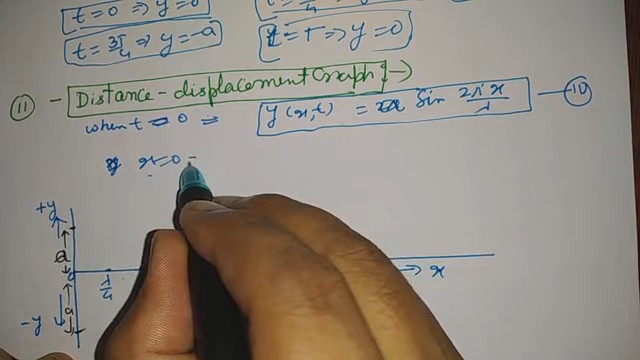 t=0 ⇒ y=0
t=3T/4 ⇒ y=-a
t=T ⇒ y=0
(11) - Distance-displacement Graph} →
when t = 0 ⇒ y(x,t) = a Sin 2πx/λ — (10)
x=0 -
+y
a
a
-y
λ/4
→ x